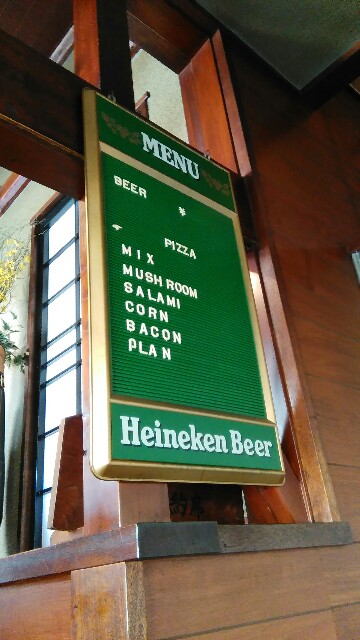 MENU
BEER ¥
PIZZA
MIX
MUSH ROOM
SALAMI
CORN
BACON
PLAN
Heineken Beer